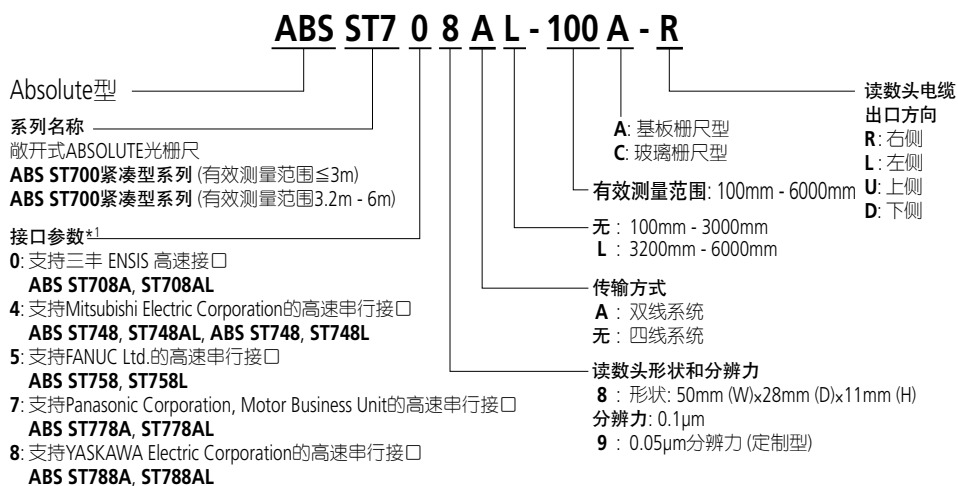 ABS ST7 0 8 A L - 100 A - R
Absolute型
系列名称
敞开式ABSOLUTE光栅尺
ABS ST700紧凑型系列 (有效测量范围≦3m)
ABS ST700紧凑型系列 (有效测量范围3.2m - 6m)
接口参数*1
0: 支持三丰 ENSIS 高速接口
ABS ST708A, ST708AL
4: 支持Mitsubishi Electric Corporation的高速串行接口
ABS ST748, ST748AL, ABS ST748, ST748L
5: 支持FANUC Ltd.的高速串行接口
ABS ST758, ST758L
7: 支持Panasonic Corporation, Motor Business Unit的高速串行接口
ABS ST778A, ST778AL
8: 支持YASKAWA Electric Corporation的高速串行接口
ABS ST788A, ST788AL
读数头电缆
出口方向
R: 右侧
L: 左侧
U: 上侧
D: 下侧
A: 基板栅尺型
C: 玻璃栅尺型
有效测量范围: 100mm - 6000mm
无 : 100mm - 3000mm
L : 3200mm - 6000mm
传输方式
A : 双线系统
无 : 四线系统
读数头形状和分辨力
8 : 形状: 50mm (W)×28mm (D)×11mm (H)
分辨力: 0.1μm
9 : 0.05μm分辨力 (定制型)